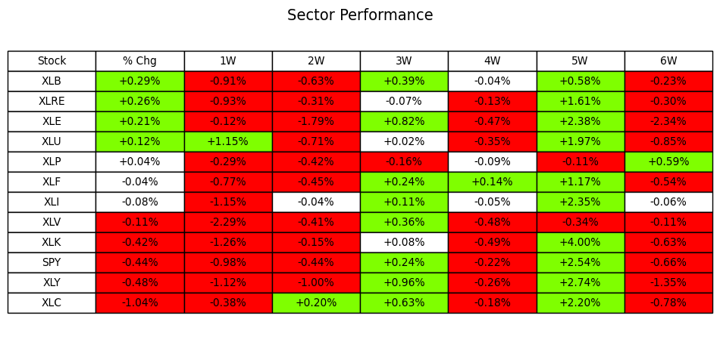 Sector Performance
Stock % Chg 1W 2W 3W 4W 5W 6W
XLB +0.29% -0.91% -0.63% +0.39% -0.04% +0.58% -0.23%
XLRE +0.26% -0.93% -0.31% -0.07% -0.13% +1.61% -0.30%
XLE +0.21% -0.12% -1.79% +0.82% -0.47% +2.38% -2.34%
XLU +0.12% +1.15% -0.71% +0.02% -0.35% +1.97% -0.85%
XLP +0.04% -0.29% -0.42% -0.16% -0.09% -0.11% +0.59%
XLF -0.04% -0.77% -0.45% +0.24% +0.14% +1.17% -0.54%
XLI -0.08% -1.15% -0.04% +0.11% -0.05% +2.35% -0.06%
XLV -0.11% -2.29% -0.41% +0.36% -0.48% -0.34% -0.11%
XLK -0.42% -1.26% -0.15% +0.08% -0.49% +4.00% -0.63%
SPY -0.44% -0.98% -0.44% +0.24% -0.22% +2.54% -0.66%
XLY -0.48% -1.12% -1.00% +0.96% -0.26% +2.74% -1.35%
XLC -1.04% -0.38% +0.20% +0.63% -0.18% +2.20% -0.78%